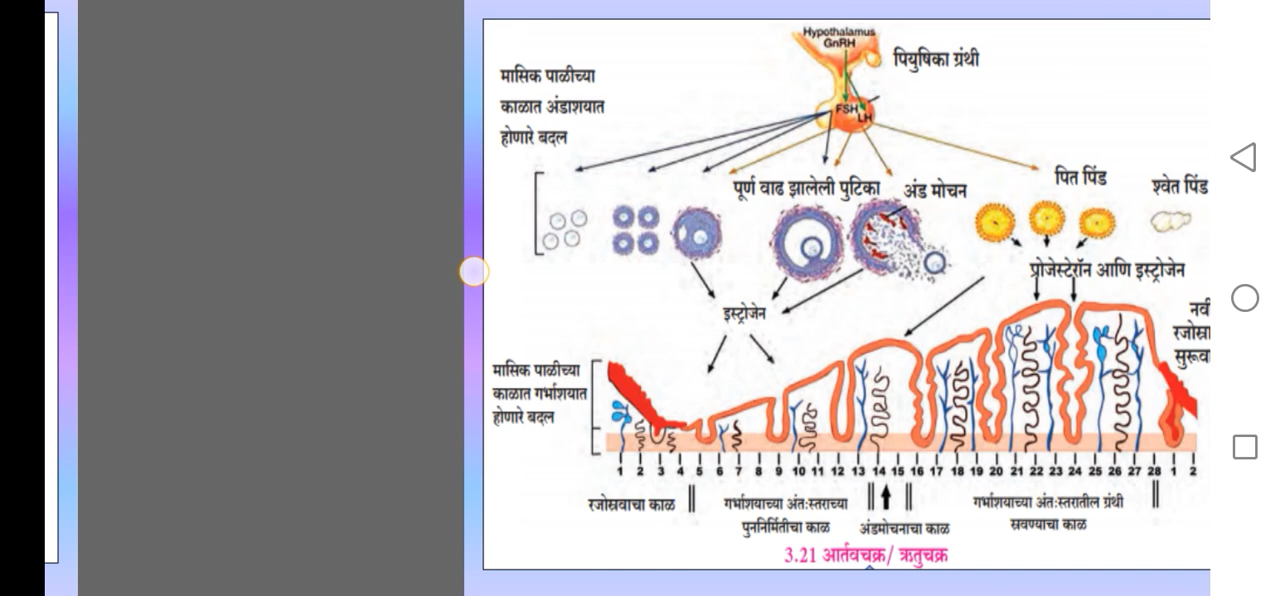 Hypothalamus
GnRH
पियुषिका ग्रंथी
मासिक पाळीच्या
काळात अंडाशयात
होणारे बदल
FSH
LH
पूर्ण वाढ झालेली पुटिका
अंड मोचन
पित पिंड
श्वेत पिंड
प्रोजेस्टेरॉन आणि इस्ट्रोजेन
इस्ट्रोजेन
मासिक पाळीच्या
काळात गर्भाशयात
होणारे बदल
1 2 3 4 5 6 7 8 9 10 11 12 13 14 15 16 17 18 19 20 21 22 23 24 25 26 27 28 1 2
रजोस्रवाचा काळ
गर्भाशयाच्या अंत:स्तराच्या
पुननिर्मितीचा काळ
अंडमोचनाचा काळ
गर्भाशयाच्या अंत:स्तरातील ग्रंथी
स्रवण्याचा काळ
3.21 आर्तवचक्र/ ऋतुचक्र